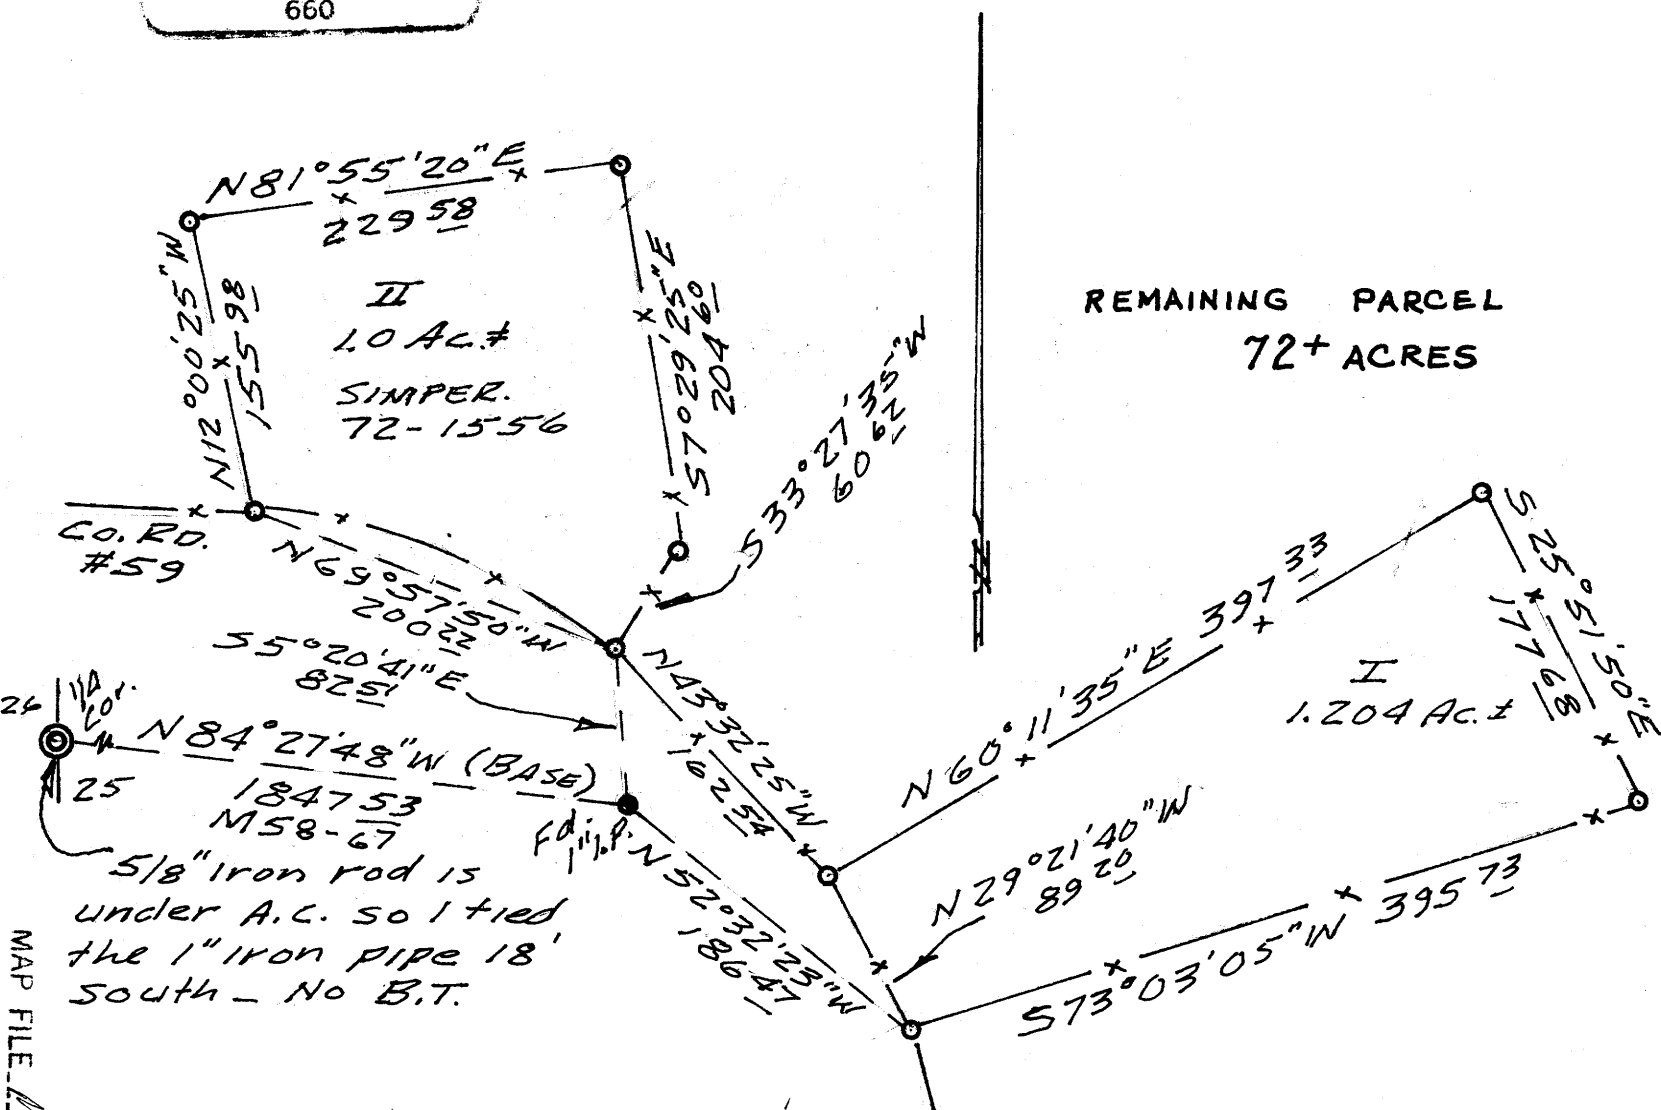 660
N81°55'20"E
229 58
N12°00'25"W
155 98
II
1.0 Ac.±
SIMPER.
72-1556
S7°29'25"E
204 60
S33°27'35"W
60 62
REMAINING PARCEL
72+ ACRES
CO. RD.
#59
N69°57'50"W
200 22
S5°20'41"E
82 51
26
1/4
Cor.
25
N84°27'48"W (BASE)
1847 53
M58-67
Fd. 1" i.p.
N43°32'25"W
162 54
N60°11'35"E 397 33
S25°51'50"E
177 68
I
1.204 Ac.±
N29°21'40"W
89 20
N52°32'23"W
186 47
S73°03'05"W 395 73
5/8" Iron rod is
under A.C. so I tied
the 1" Iron pipe 18'
south - No B.T.
MAP FILE